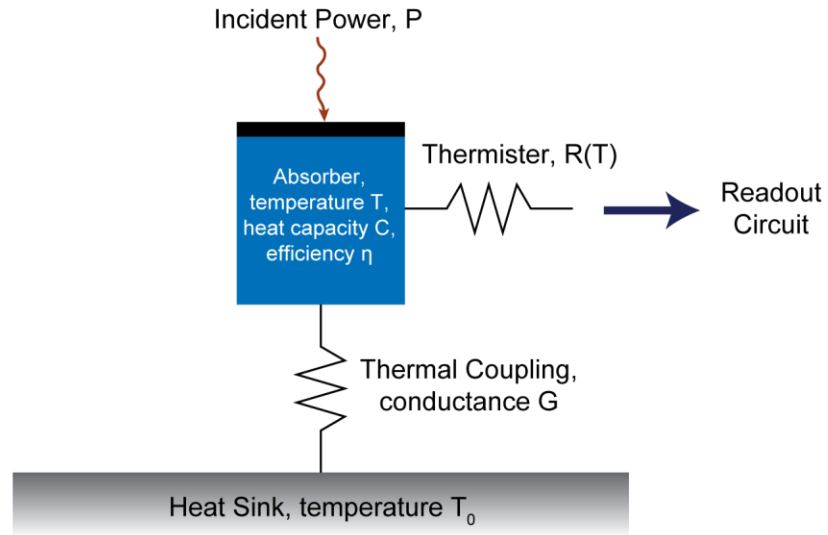 Incident Power, P
Absorber,
temperature T,
heat capacity C,
efficiency η
Thermister, R(T)
Readout
Circuit
Thermal Coupling,
conductance G
Heat Sink, temperature T₀